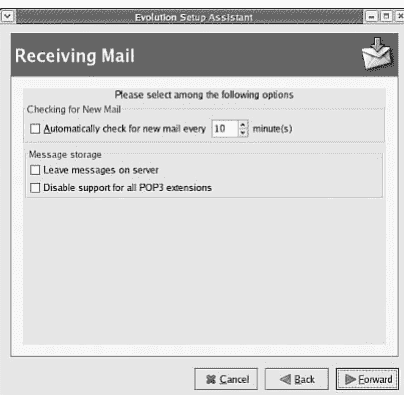 Evolution Setup Assistant
Receiving Mail
Please select among the following options
Checking for New Mail
Automatically check for new mail every 10 minute(s)
Message storage
Leave messages on server
Disable support for all POP3 extensions
Cancel Back Forward